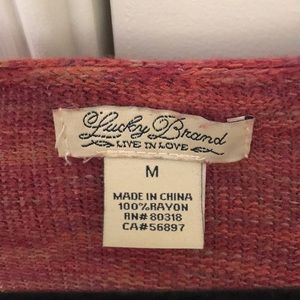 Lucky Brand
LIVE IN LOVE
M
MADE IN CHINA
100%RAYON
RN# 80318
CA#56897